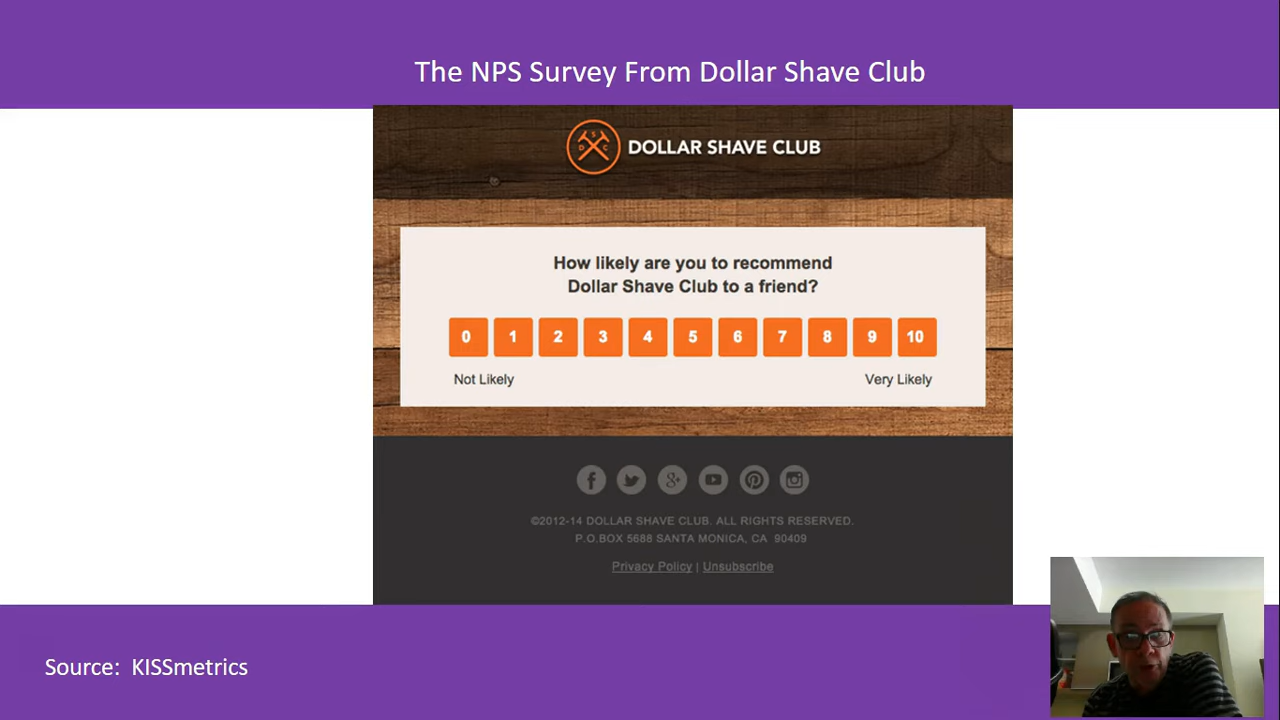 The NPS Survey From Dollar Shave Club
D S C
DOLLAR SHAVE CLUB
How likely are you to recommend
Dollar Shave Club to a friend?
0 1 2 3 4 5 6 7 8 9 10
Not Likely Very Likely
©2012-14 DOLLAR SHAVE CLUB. ALL RIGHTS RESERVED.
P.O.BOX 5688 SANTA MONICA, CA 90409
Privacy Policy | Unsubscribe
Source: KISSmetrics